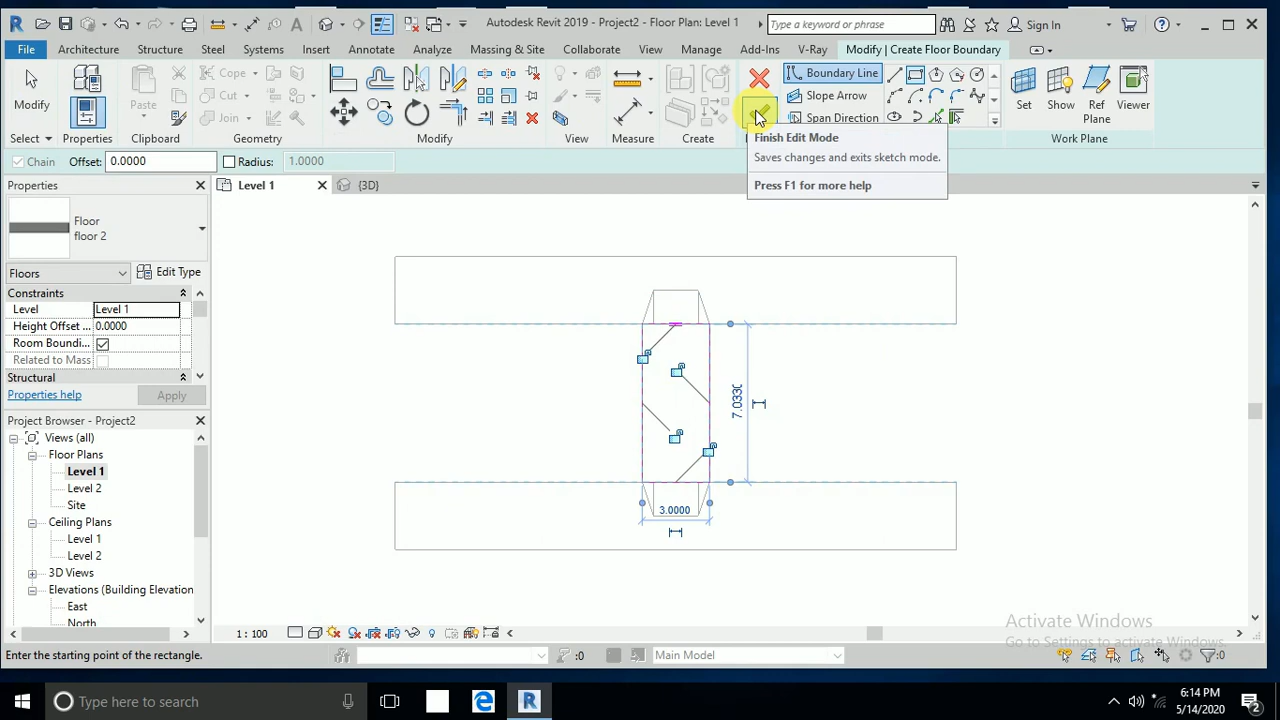 Autodesk Revit 2019 - Project2 - Floor Plan: Level 1
Type a keyword or phrase
Sign In
File
Architecture
Structure
Steel
Systems
Insert
Annotate
Analyze
Massing & Site
Collaborate
View
Manage
Add-Ins
V-Ray
Modify | Create Floor Boundary
Modify
Paste
Cope
Cut
Join
Boundary Line
Slope Arrow
Span Direction
Set
Show
Ref
Plane
Viewer
Select
Properties
Clipboard
Geometry
Modify
Measure
Create
Work Plane
Finish Edit Mode
Saves changes and exits sketch mode.
Press F1 for more help
Chain
Offset:
0.0000
Radius:
1.0000
Properties
Floor
floor 2
Floors
Edit Type
Constraints
Level
Level 1
Height Offset ...
0.0000
Room Boundi...
Related to Mass
Structural
Properties help
Apply
Level 1
{3D}
Project Browser - Project2
Views (all)
Floor Plans
Level 1
Level 2
Site
Ceiling Plans
Level 1
Level 2
3D Views
Elevations (Building Elevation
East
North
7.0330
3.0000
1 : 100
Activate Windows
Go to Settings to activate Windows.
Enter the starting point of the rectangle.
:0
Main Model
:0
Type here to search
6:14 PM
5/14/2020
2